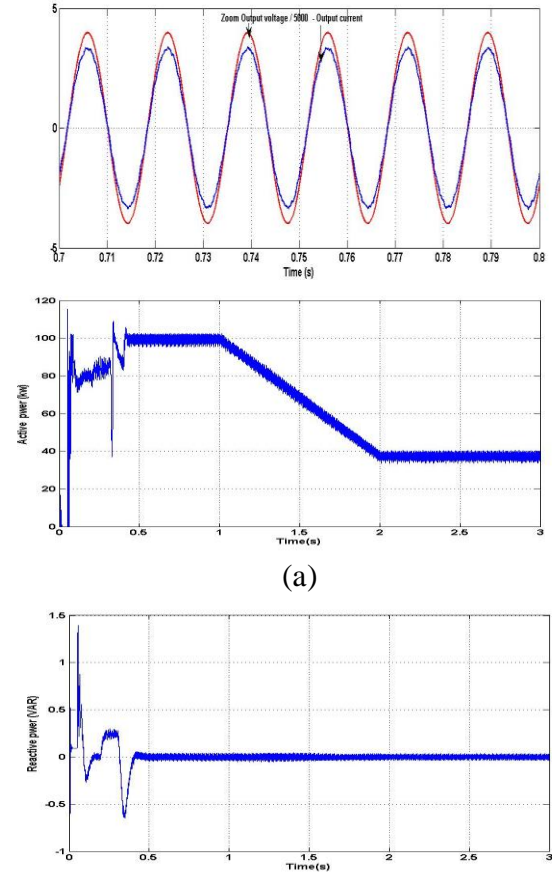 Zoom Output voltage / 5000 - Output current
5
0
-5
0.7 0.71 0.72 0.73 0.74 0.75 0.76 0.77 0.78 0.79 0.8
Time (s)
120
100
80
60
40
20
0
Active pwer (kw)
0 0.5 1 1.5 2 2.5 3
Time(s)
(a)
1.5
1
0.5
0
-0.5
-1
Reactive pwer (VAR)
0 0.5 1 1.5 2 2.5 3
Time(s)